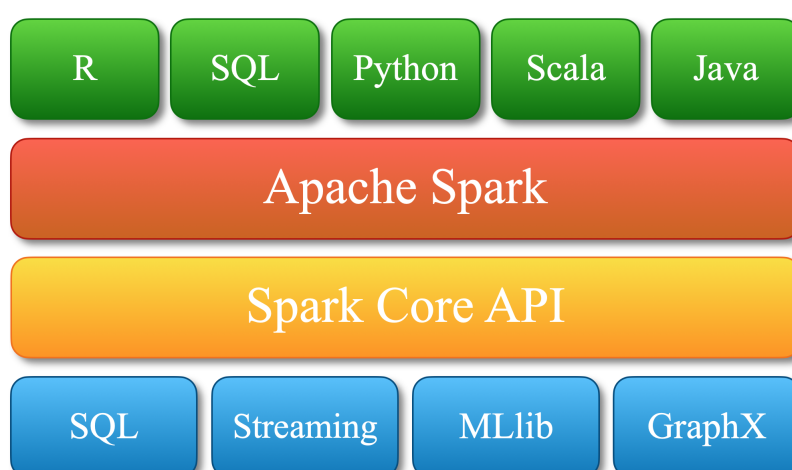 R SQL Python Scala Java
Apache Spark
Spark Core API
SQL Streaming MLlib GraphX